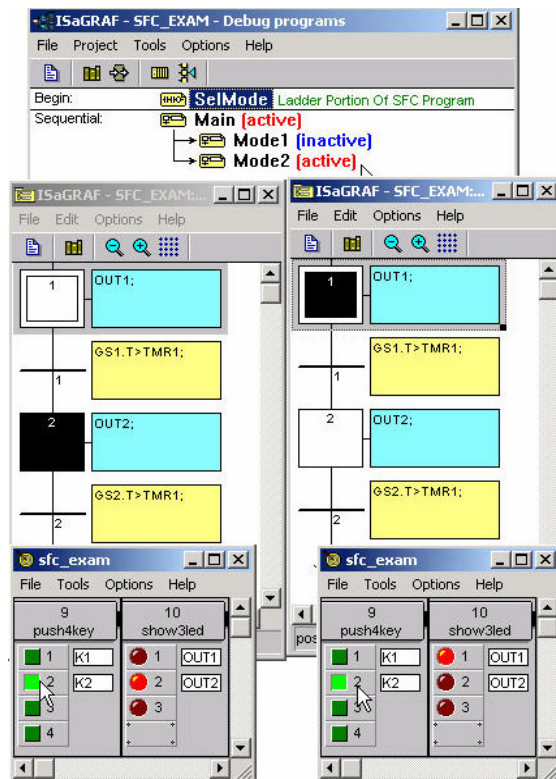 ISaGRAF - SFC_EXAM - Debug programs
File Project Tools Options Help
Begin: SelMode Ladder Portion Of SFC Program
Sequential: Main (active)
Mode1 (inactive)
Mode2 (active)
ISaGRAF - SFC_EXAM:...
File Edit Options Help
1 OUT1;
GS1.T>TMR1;
1
2 OUT2;
GS2.T>TMR1;
2
ISaGRAF - SFC_EXAM:...
File Edit Options Help
1 OUT1;
GS1.T>TMR1;
1
2 OUT2;
GS2.T>TMR1;
2
pos
sfc_exam
File Tools Options Help
9 10
push4key show3led
1 K1 1 OUT1
2 K2 2 OUT2
3 3
4
sfc_exam
File Tools Options Help
9 10
push4key show3led
1 K1 1 OUT1
2 K2 2 OUT2
3 3
4